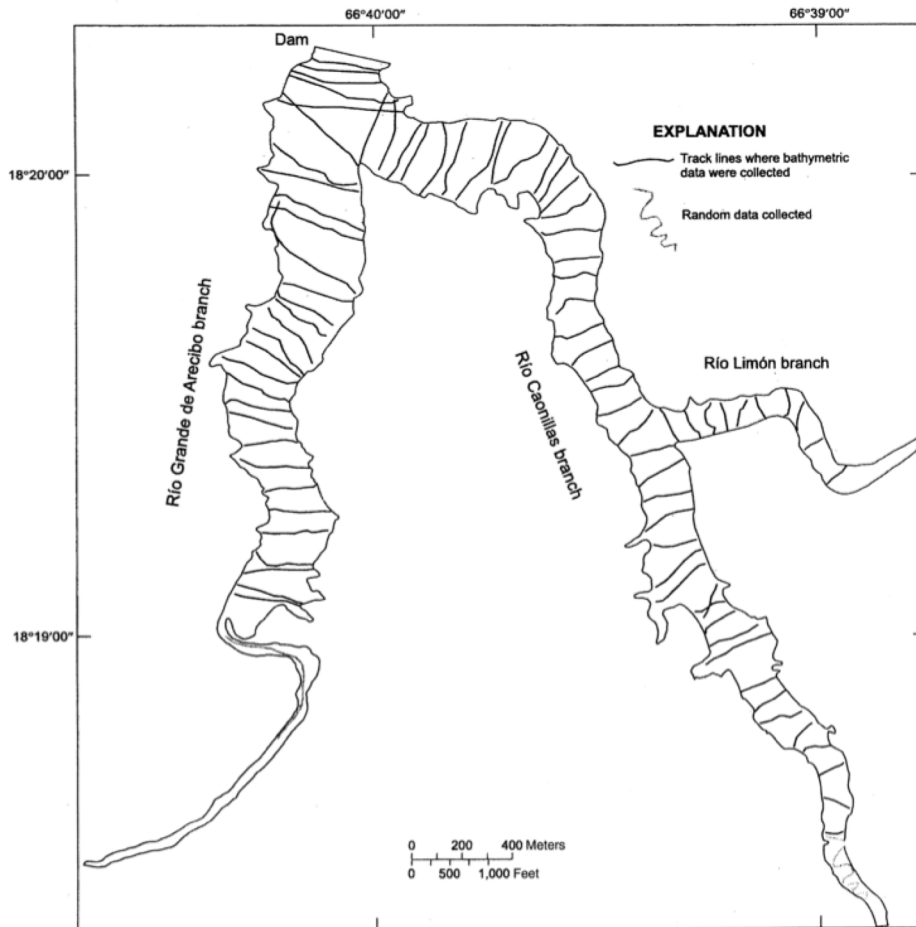 66°40′00″
66°39′00″
Dam
EXPLANATION
Track lines where bathymetric
data were collected
18°20′00″
Random data collected
Río Grande de Arecibo branch
Río Caonillas branch
Río Limón branch
18°19′00″
0 200 400 Meters
0 500 1,000 Feet